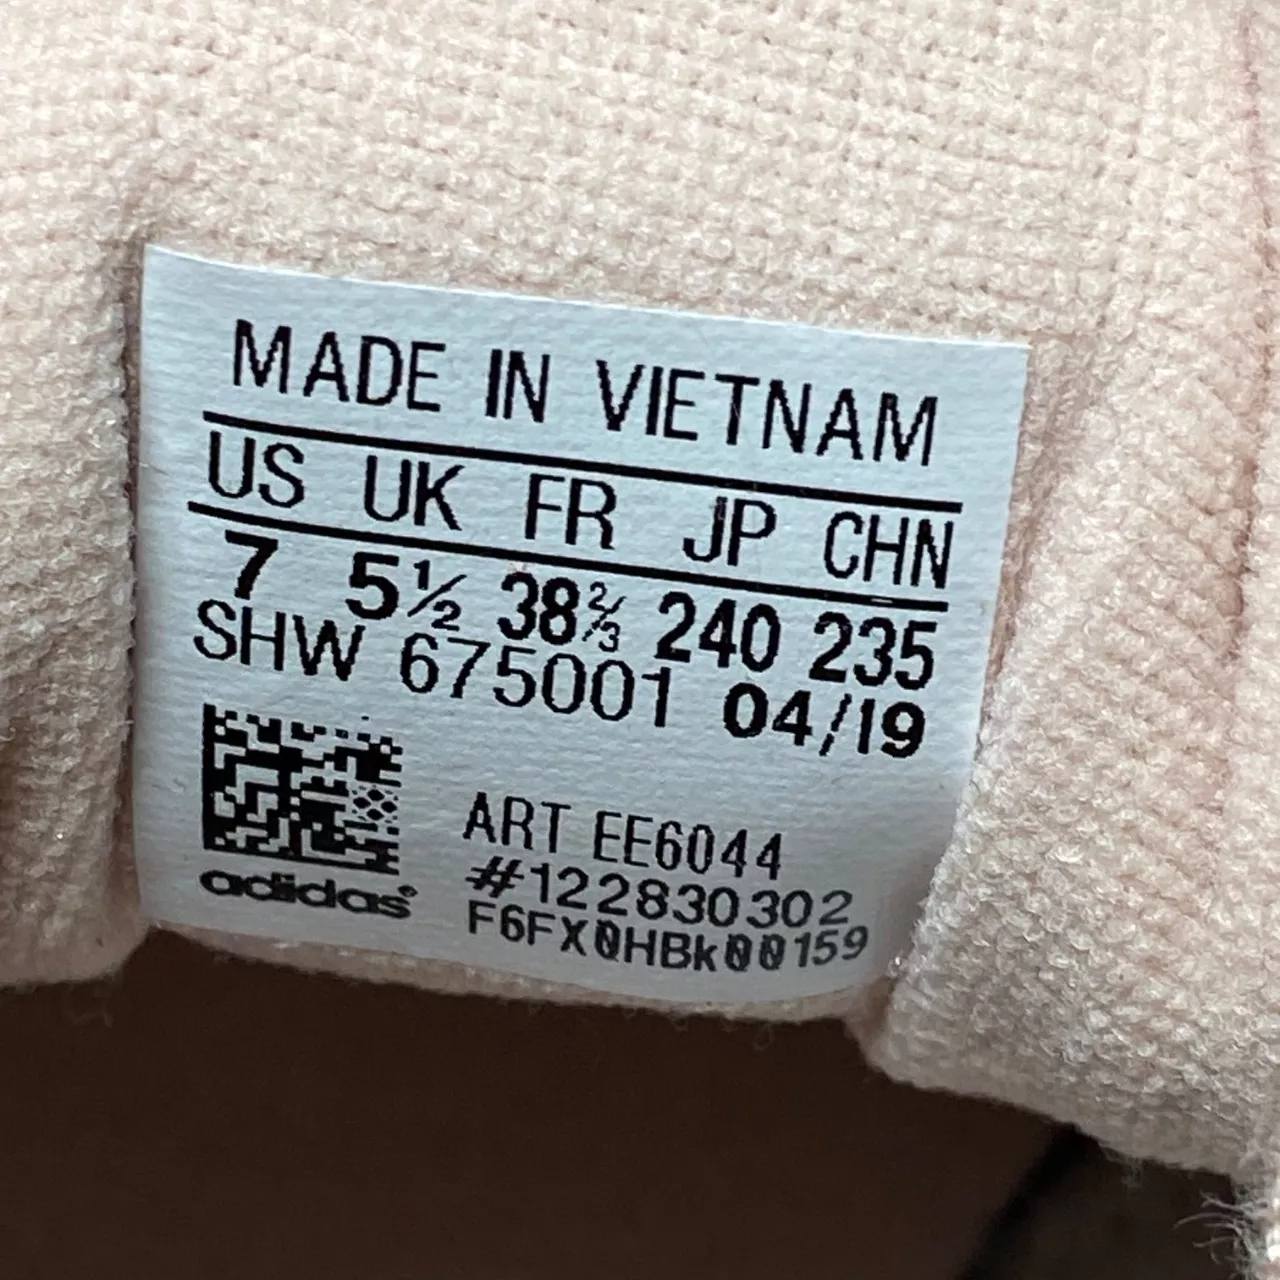 MADE IN VIETNAM
US UK FR JP CHN
7 5½ 38⅔ 240 235
SHW 675001 04/19
ART EE6044
#122830302
F6FX0HBk00159
adidas®